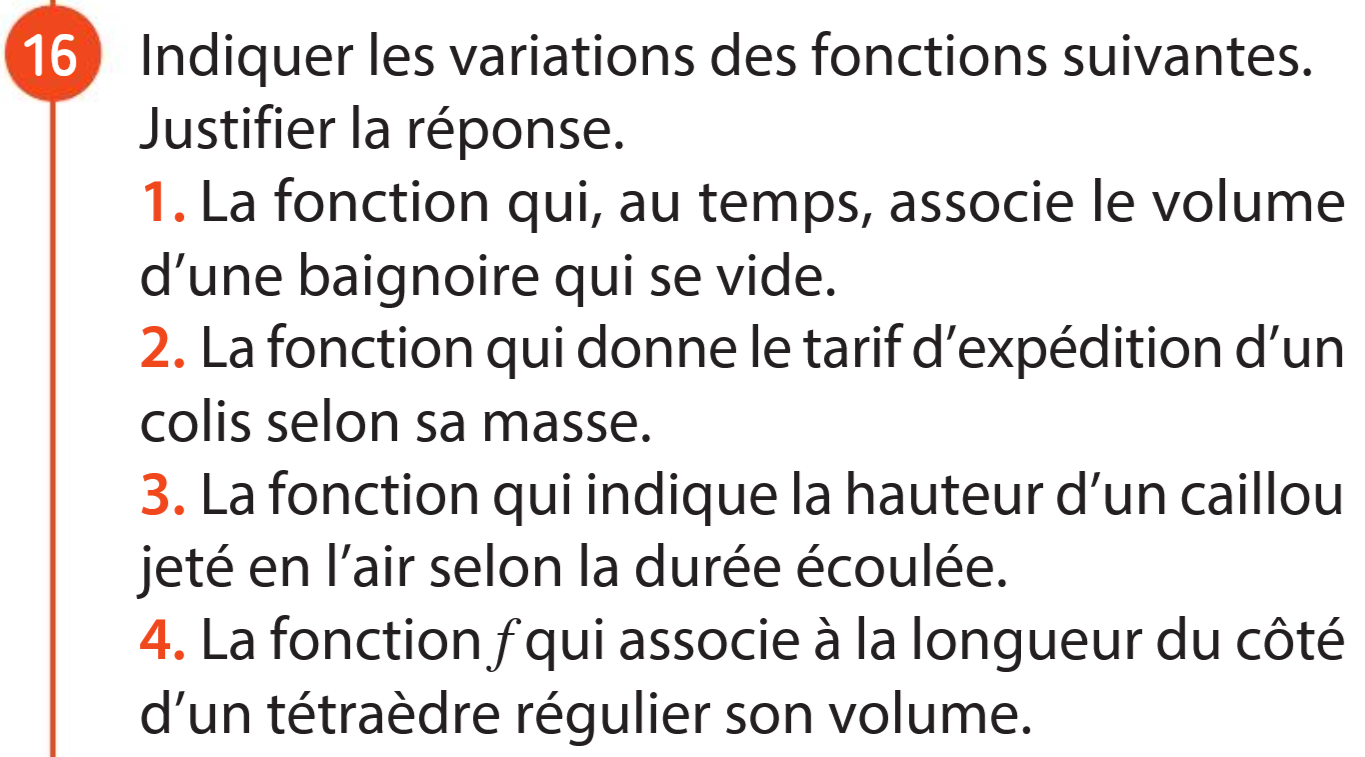 16 Indiquer les variations des fonctions suivantes.
Justifier la réponse.
1. La fonction qui, au temps, associe le volume
d’une baignoire qui se vide.
2. La fonction qui donne le tarif d’expédition d’un
colis selon sa masse.
3. La fonction qui indique la hauteur d’un caillou
jeté en l’air selon la durée écoulée.
4. La fonction f qui associe à la longueur du côté
d’un tétraèdre régulier son volume.